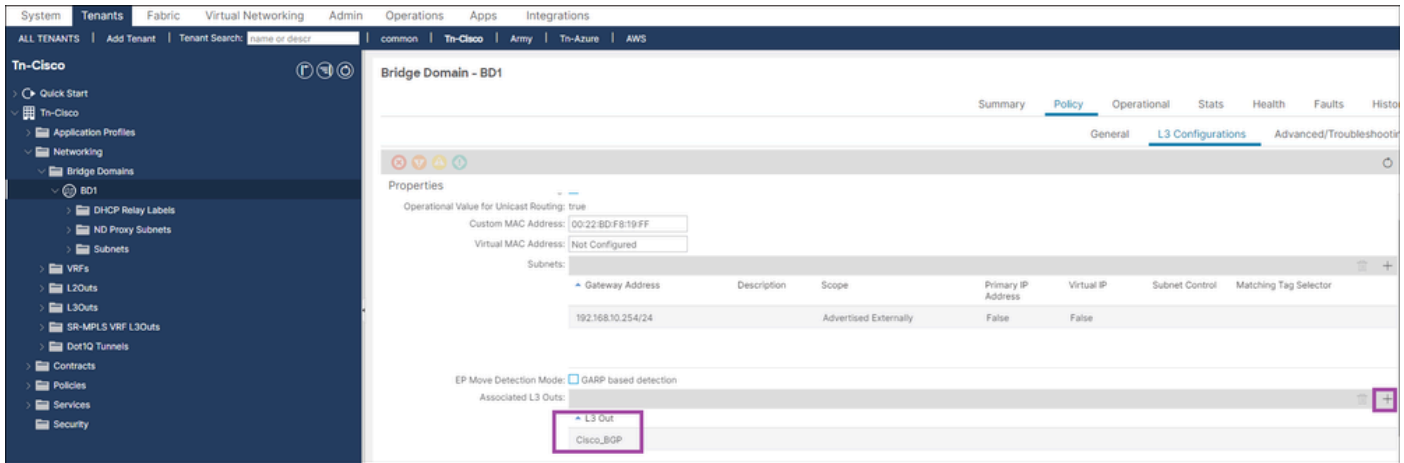 System Tenants Fabric Virtual Networking Admin Operations Apps Integrations
ALL TENANTS | Add Tenant | Tenant Search: name or descr | common | Tn-Cisco | Army | Tn-Azure | AWS
Tn-Cisco
Quick Start
Tn-Cisco
Application Profiles
Networking
Bridge Domains
BD1
DHCP Relay Labels
ND Proxy Subnets
Subnets
VRFs
L2Outs
L3Outs
SR-MPLS VRF L3Outs
Dot1Q Tunnels
Contracts
Policies
Services
Security
Bridge Domain - BD1
Summary Policy Operational Stats Health Faults Histo
General L3 Configurations Advanced/Troubleshootin
Properties
Operational Value for Unicast Routing: true
Custom MAC Address: 00:22:BD:F8:19:FF
Virtual MAC Address: Not Configured
Subnets:
Gateway Address Description Scope Primary IP Address Virtual IP Subnet Control Matching Tag Selector
192.168.10.254/24 Advertised Externally False False
EP Move Detection Mode: GARP based detection
Associated L3 Outs:
L3 Out
Cisco_BGP